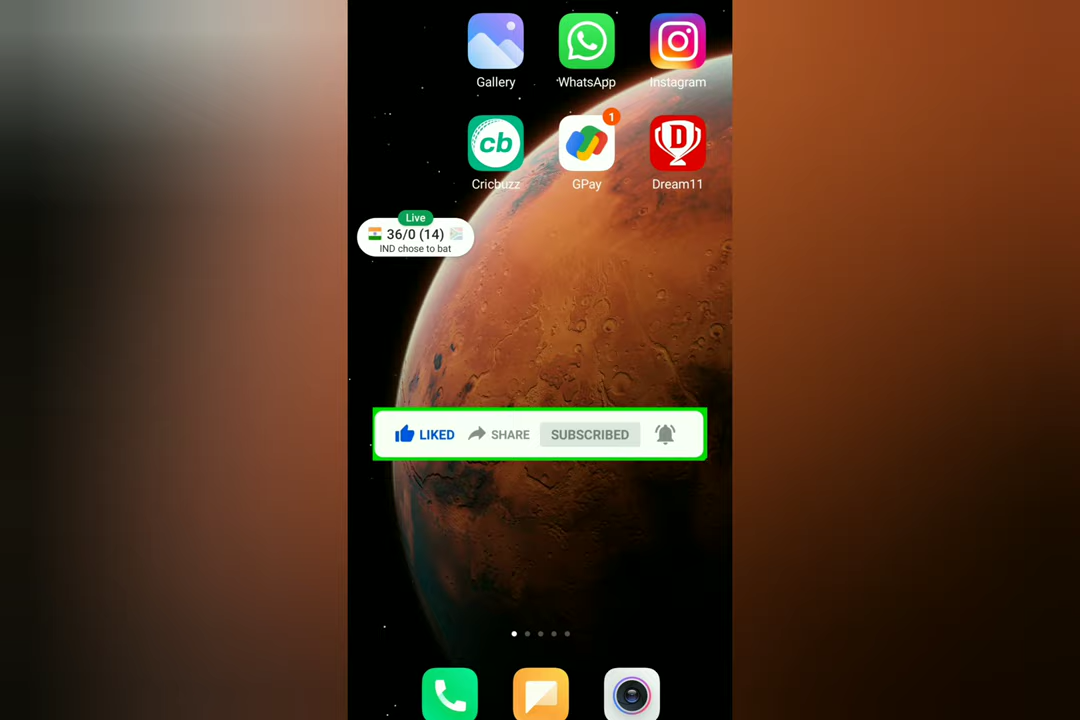 Gallery
WhatsApp
Instagram
cb
1
D
Cricbuzz
GPay
Dream11
Live
36/0 (14)
IND chose to bat
LIKED
SHARE
SUBSCRIBED